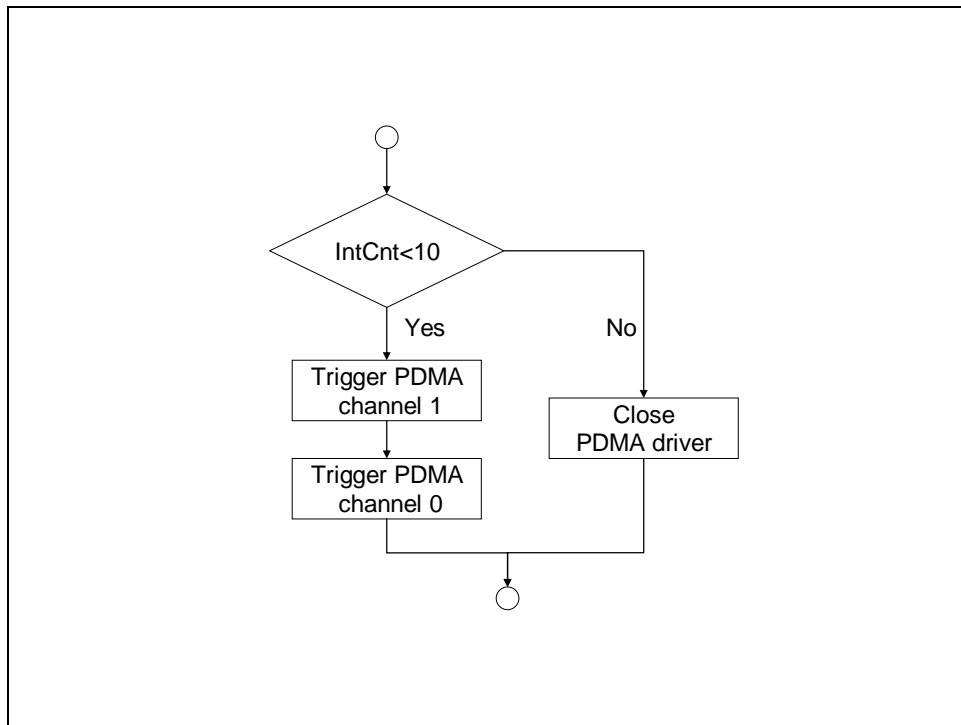 IntCnt<10
Yes
No
Trigger PDMA
channel 1
Close
PDMA driver
Trigger PDMA
channel 0